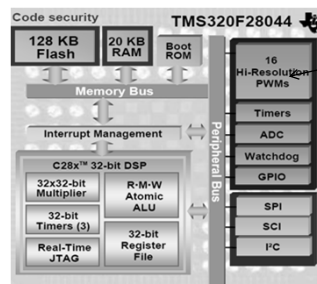 Code security
TMS320F28044
128 KB
Flash
20 KB
RAM
Boot
ROM
Memory Bus
Interrupt Management
C28x™ 32-bit DSP
32x32-bit
Multiplier
32-bit
Timers (3)
Real-Time
JTAG
R-M-W
Atomic
ALU
32-bit
Register
File
Peripheral Bus
16
Hi-Resolution
PWMs
Timers
ADC
Watchdog
GPIO
SPI
SCI
I²C